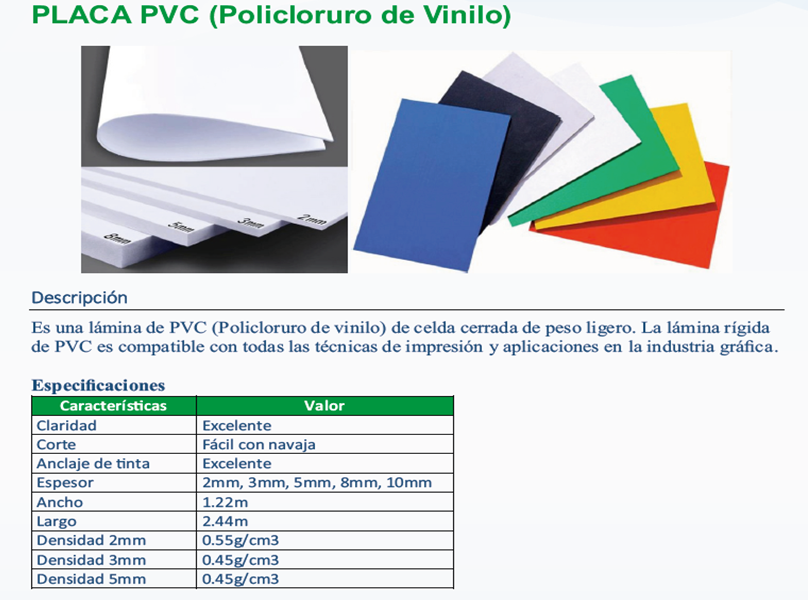 PLACA PVC (Policloruro de Vinilo)
8mm
5mm
3mm
2mm
Descripción
Es una lámina de PVC (Policloruro de vinilo) de celda cerrada de peso ligero. La lámina rígida
de PVC es compatible con todas las técnicas de impresión y aplicaciones en la industria gráfica.
Especificaciones
Características Valor
Claridad Excelente
Corte Fácil con navaja
Anclaje de tinta Excelente
Espesor 2mm, 3mm, 5mm, 8mm, 10mm
Ancho 1.22m
Largo 2.44m
Densidad 2mm 0.55g/cm3
Densidad 3mm 0.45g/cm3
Densidad 5mm 0.45g/cm3